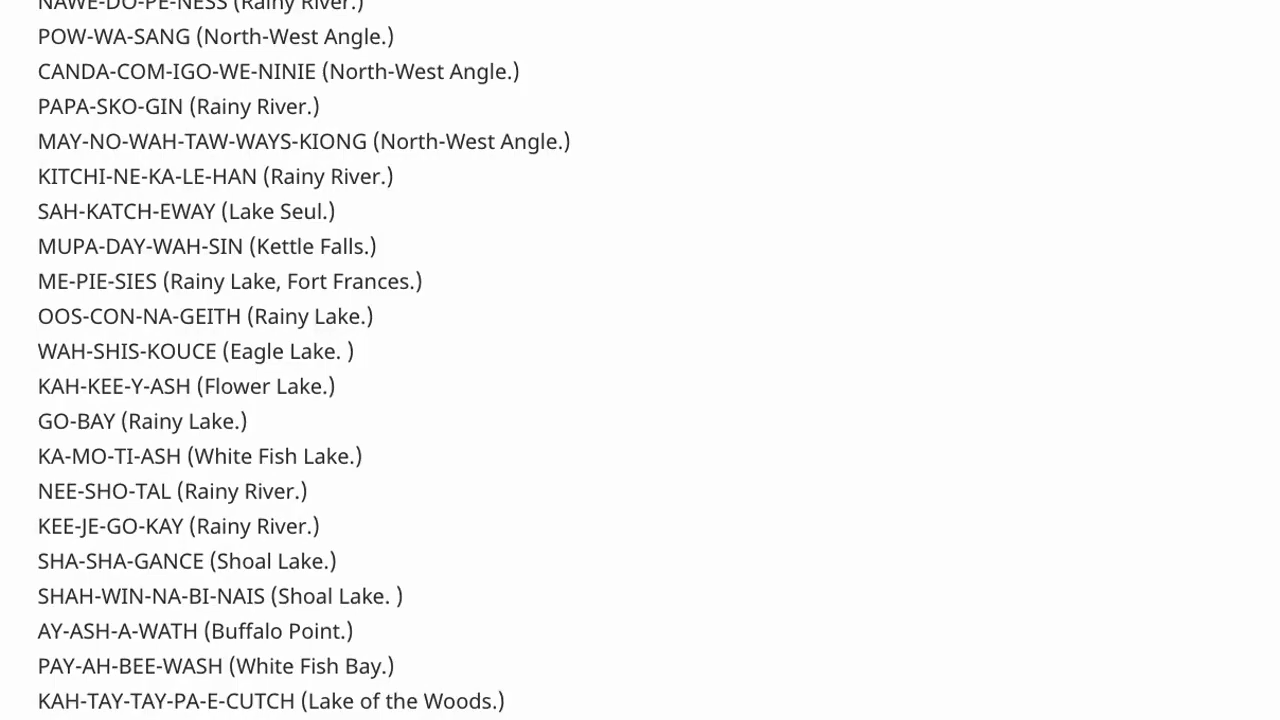 NAWE-DO-PE-NESS (Rainy River.)
POW-WA-SANG (North-West Angle.)
CANDA-COM-IGO-WE-NINIE (North-West Angle.)
PAPA-SKO-GIN (Rainy River.)
MAY-NO-WAH-TAW-WAYS-KIONG (North-West Angle.)
KITCHI-NE-KA-LE-HAN (Rainy River.)
SAH-KATCH-EWAY (Lake Seul.)
MUPA-DAY-WAH-SIN (Kettle Falls.)
ME-PIE-SIES (Rainy Lake, Fort Frances.)
OOS-CON-NA-GEITH (Rainy Lake.)
WAH-SHIS-KOUCE (Eagle Lake. )
KAH-KEE-Y-ASH (Flower Lake.)
GO-BAY (Rainy Lake.)
KA-MO-TI-ASH (White Fish Lake.)
NEE-SHO-TAL (Rainy River.)
KEE-JE-GO-KAY (Rainy River.)
SHA-SHA-GANCE (Shoal Lake.)
SHAH-WIN-NA-BI-NAIS (Shoal Lake. )
AY-ASH-A-WATH (Buffalo Point.)
PAY-AH-BEE-WASH (White Fish Bay.)
KAH-TAY-TAY-PA-E-CUTCH (Lake of the Woods.)